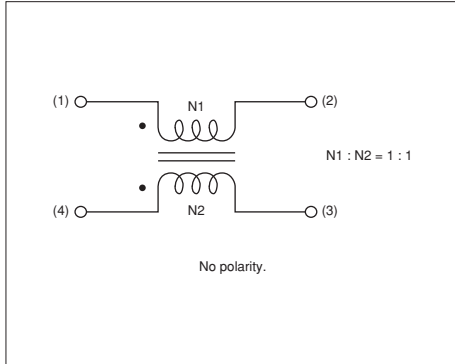 (1)
N1
(2)
N1 : N2 = 1 : 1
(4)
N2
(3)
No polarity.